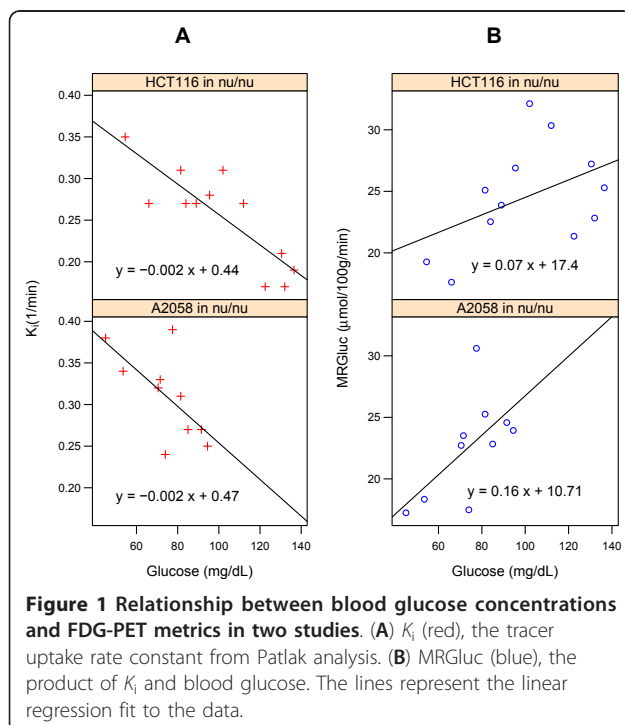 A
B
HCT116 in nu/nu
HCT116 in nu/nu
0.40
0.35
0.30
0.25
0.20
30
20
y = −0.002 x + 0.44
y = 0.07 x + 17.4
A2058 in nu/nu
A2058 in nu/nu
0.40
0.35
0.30
0.25
0.20
30
20
y = −0.002 x + 0.47
y = 0.16 x + 10.71
Ki(1/min)
MRGluc (μmol/100g/min)
60 80 100 120 140
60 80 100 120 140
Glucose (mg/dL)
Glucose (mg/dL)
Figure 1 Relationship between blood glucose concentrations
and FDG-PET metrics in two studies. (A) Ki (red), the tracer
uptake rate constant from Patlak analysis. (B) MRGluc (blue), the
product of Ki and blood glucose. The lines represent the linear
regression fit to the data.